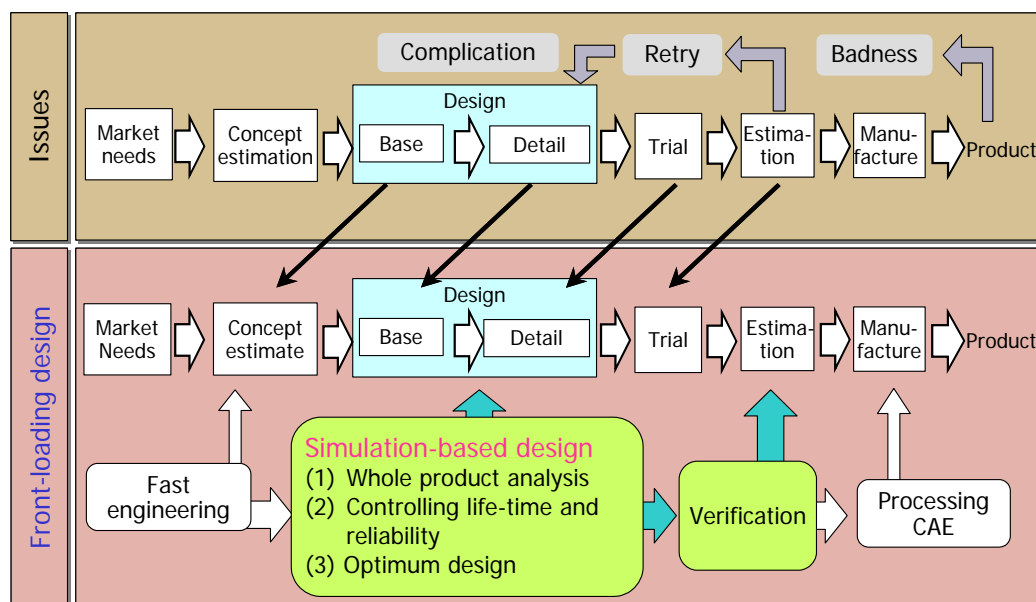 Issues
Complication
Retry
Badness
Market
needs
Concept
estimation
Design
Base
Detail
Trial
Estima-
tion
Manu-
facture
Product
Front-loading design
Market
Needs
Concept
estimate
Design
Base
Detail
Trial
Estima-
tion
Manu-
facture
Product
Fast
engineering
Simulation-based design
(1) Whole product analysis
(2) Controlling life-time and
reliability
(3) Optimum design
Verification
Processing
CAE